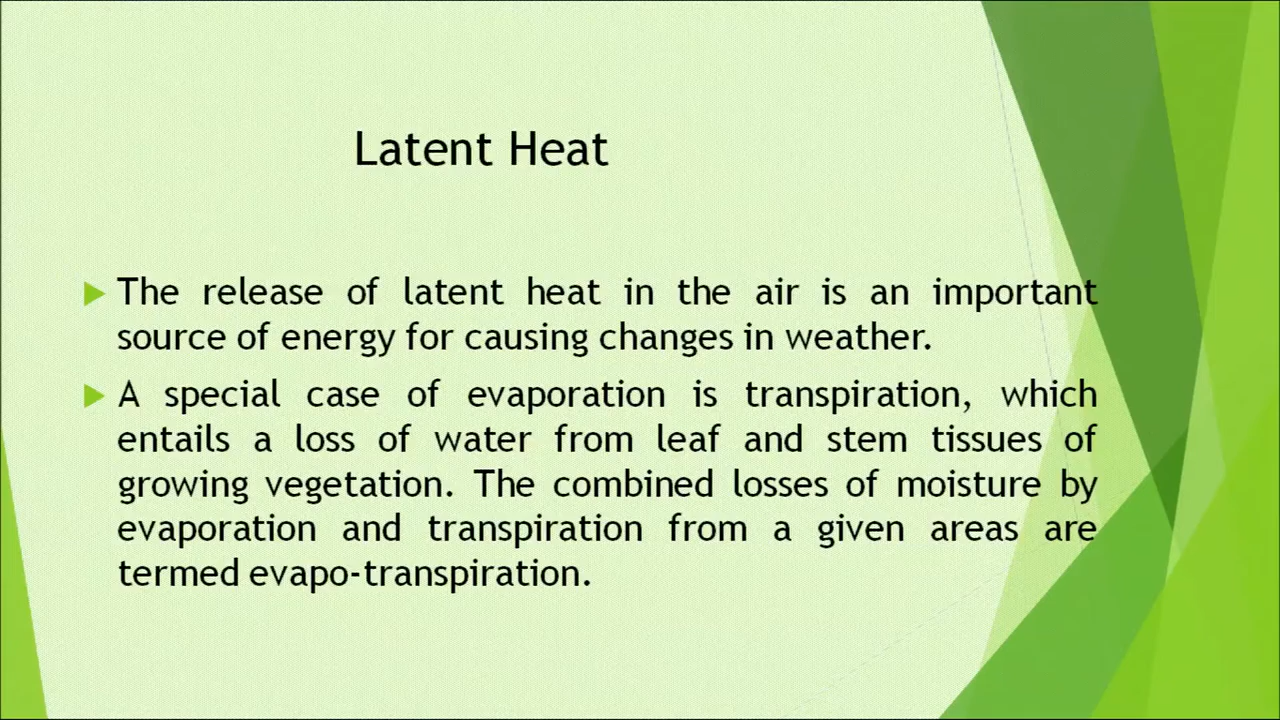 Latent Heat
The release of latent heat in the air is an important
source of energy for causing changes in weather.
A special case of evaporation is transpiration, which
entails a loss of water from leaf and stem tissues of
growing vegetation. The combined losses of moisture by
evaporation and transpiration from a given areas are
termed evapo-transpiration.